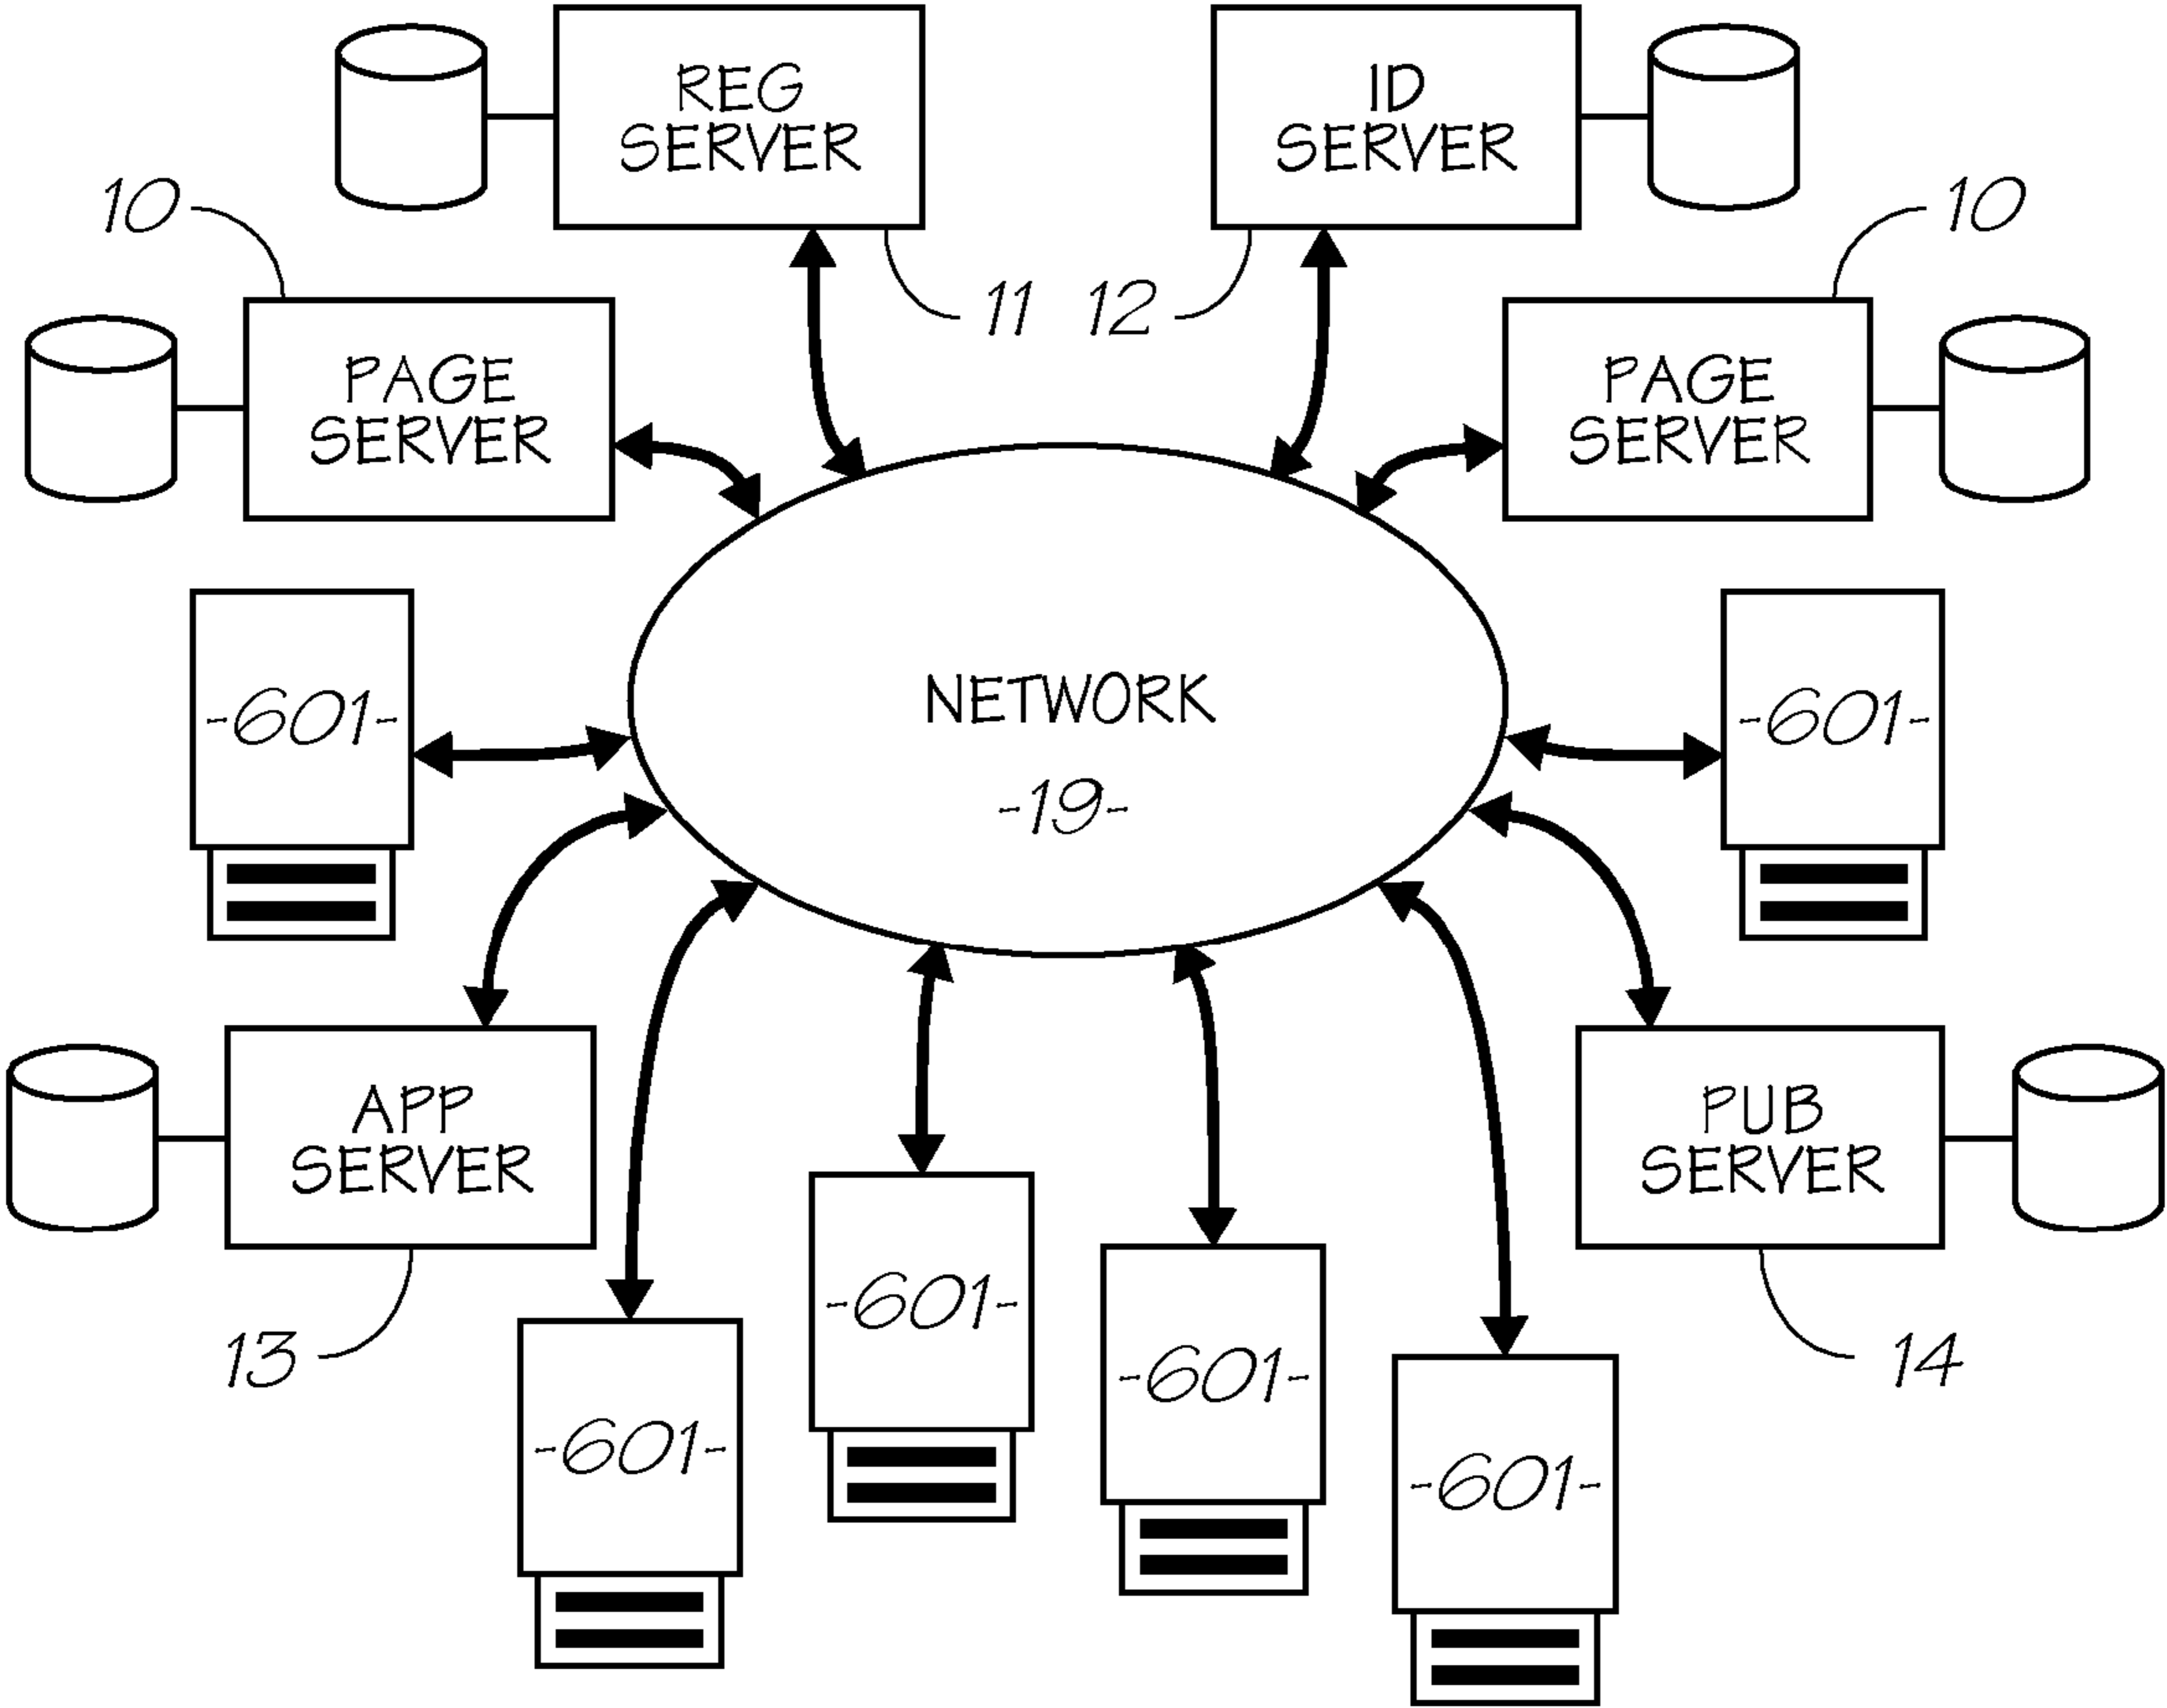 REG
SERVER
ID
SERVER
10
10
11
12
PAGE
SERVER
PAGE
SERVER
-601-
NETWORK
-19-
-601-
APP
SERVER
PUB
SERVER
13
-601-
-601-
-601-
-601-
14